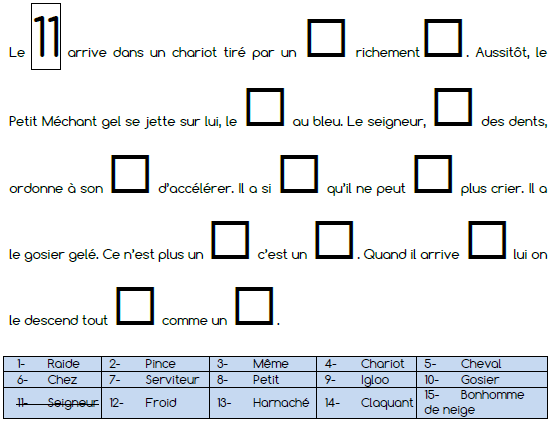 Le 11 arrive dans un chariot tiré par un richement . Aussitôt, le
Petit Méchant gel se jette sur lui, le au bleu. Le seigneur, des dents,
ordonne à son d'accélérer. Il a si qu'il ne peut plus crier. Il a
le gosier gelé. Ce n'est plus un c'est un . Quand il arrive lui on
le descend tout comme un .
1- Raide 2- Pince 3- Même 4- Chariot 5- Cheval
6- Chez 7- Serviteur 8- Petit 9- Igloo 10- Gosier
11- Seigneur 12- Froid 13- Harnaché 14- Claquant 15- Bonhomme
de neige